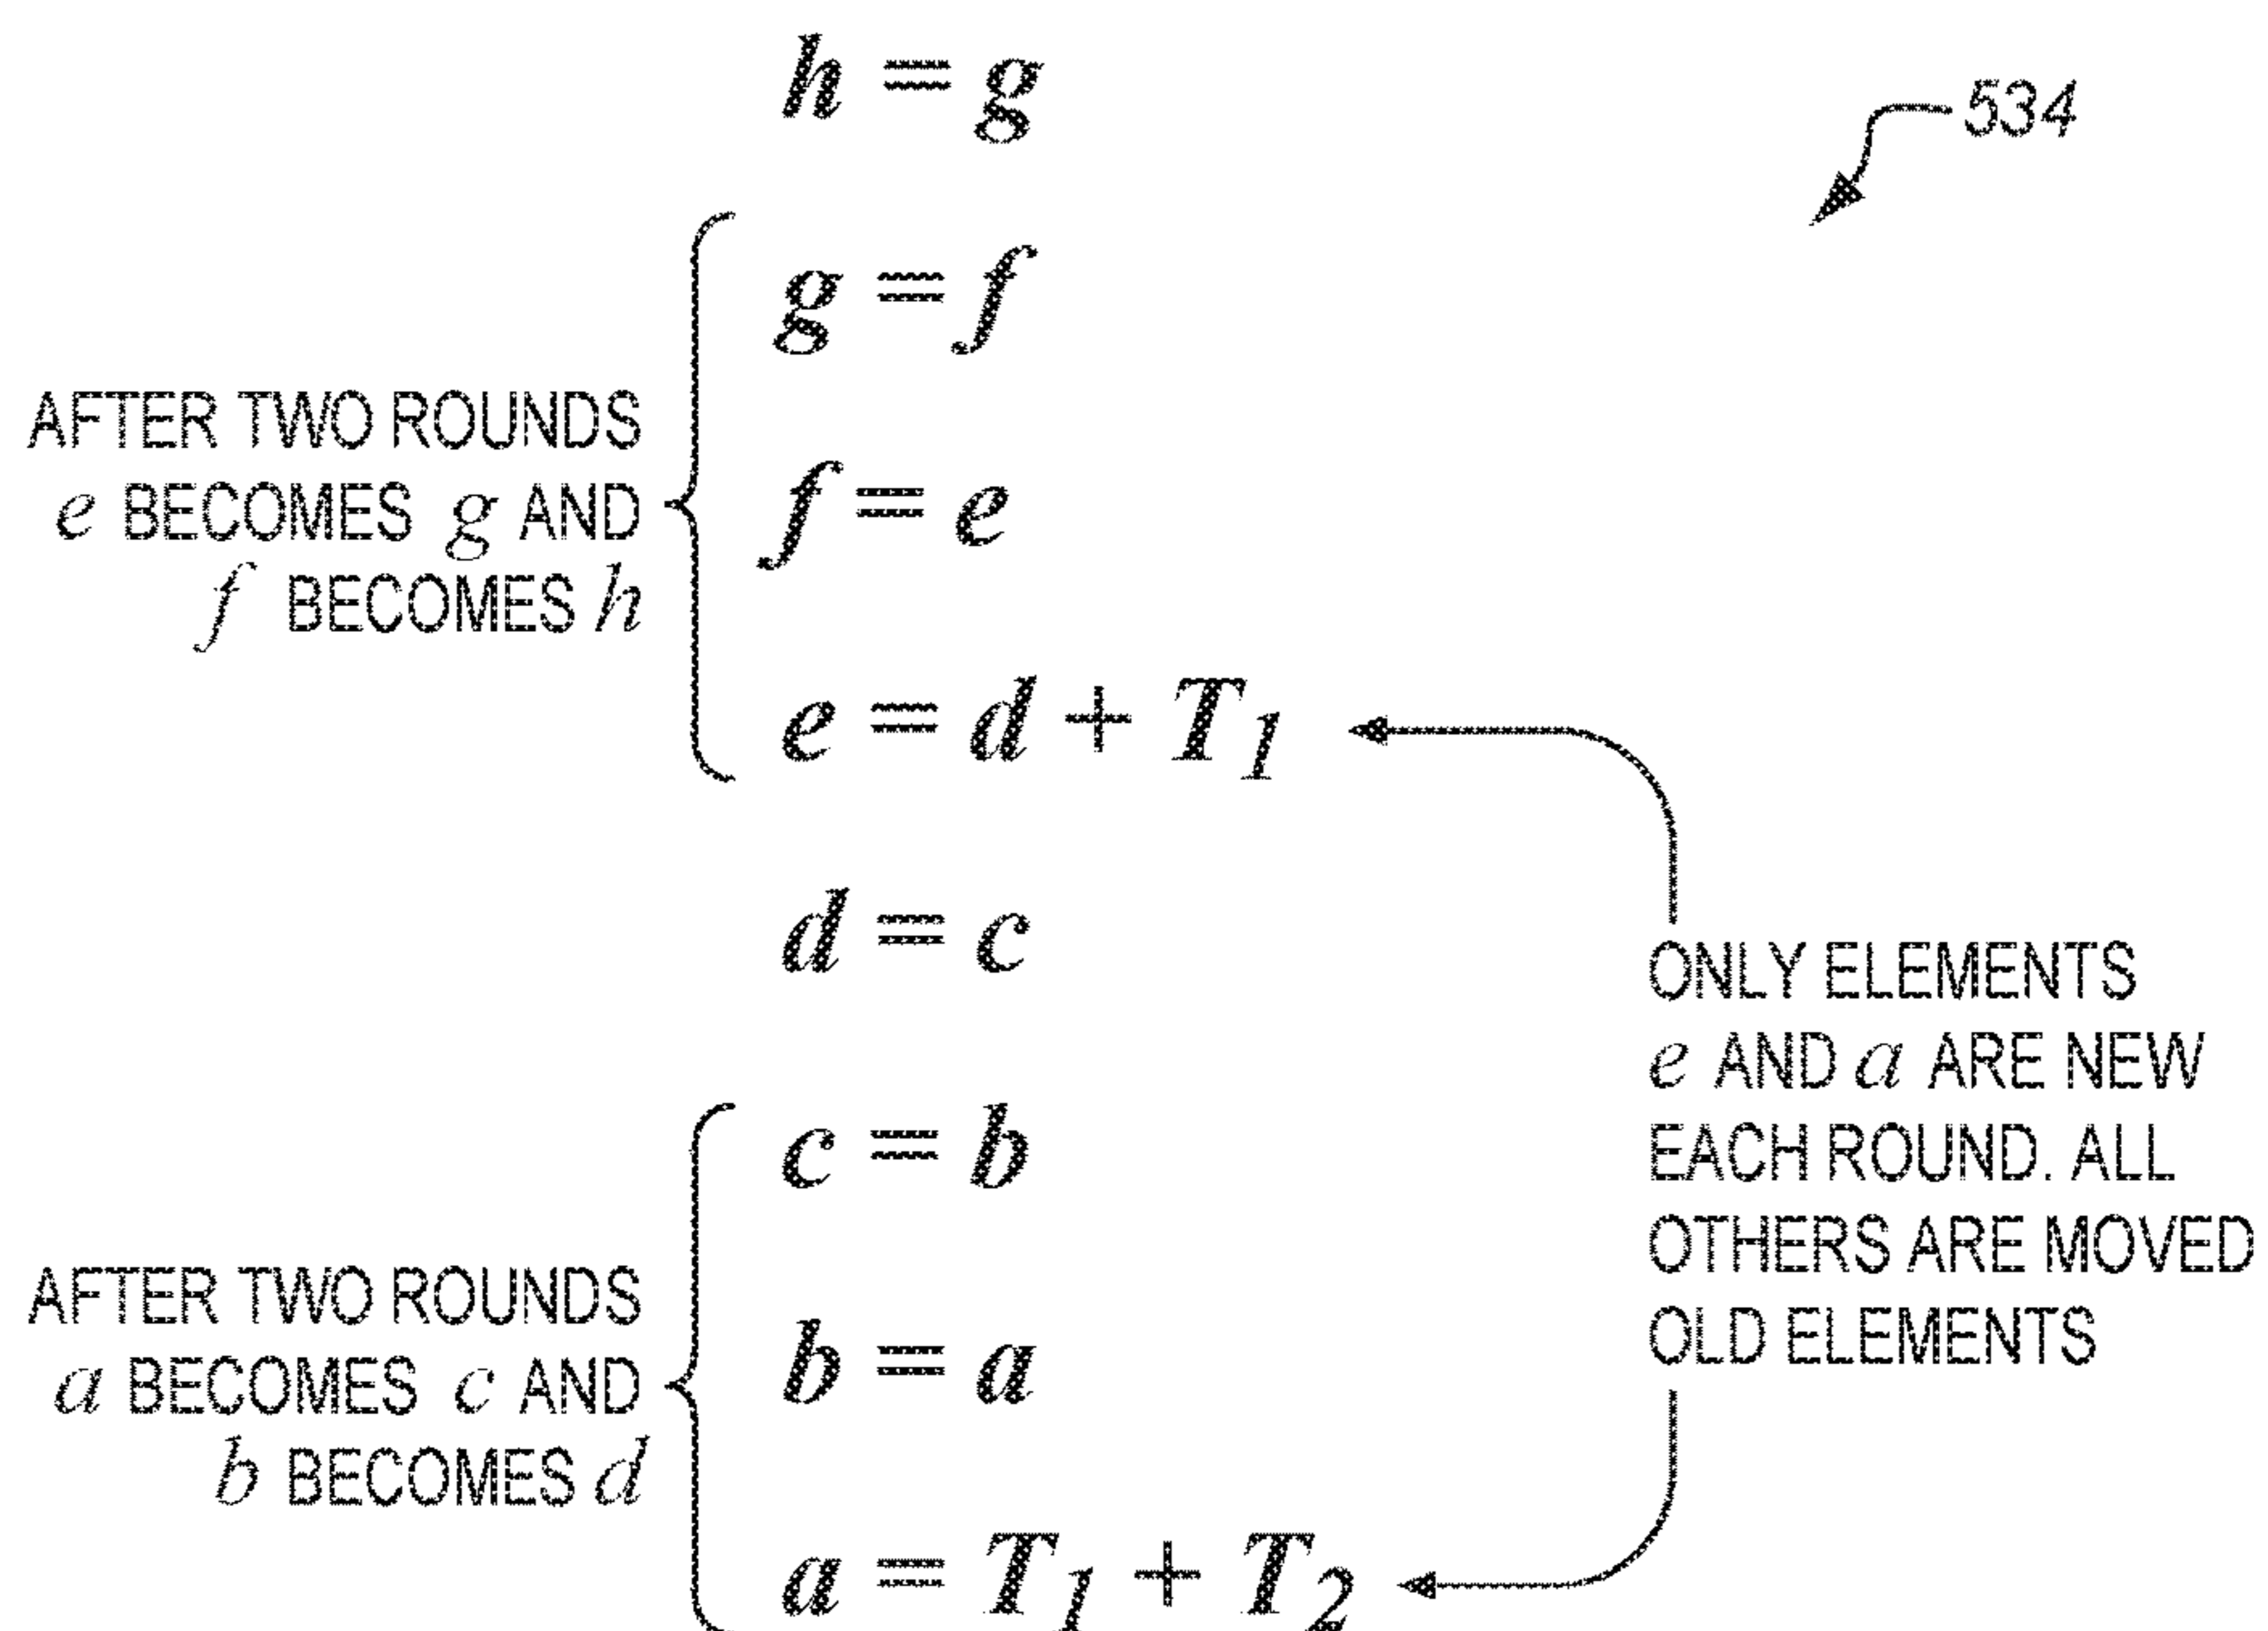 h = g
534
g = f
AFTER TWO ROUNDS
e BECOMES g AND
f BECOMES h
f = e
e = d + T1
d = c
ONLY ELEMENTS
e AND a ARE NEW
EACH ROUND. ALL
OTHERS ARE MOVED
OLD ELEMENTS
c = b
AFTER TWO ROUNDS
a BECOMES c AND
b BECOMES d
b = a
a = T1 + T2